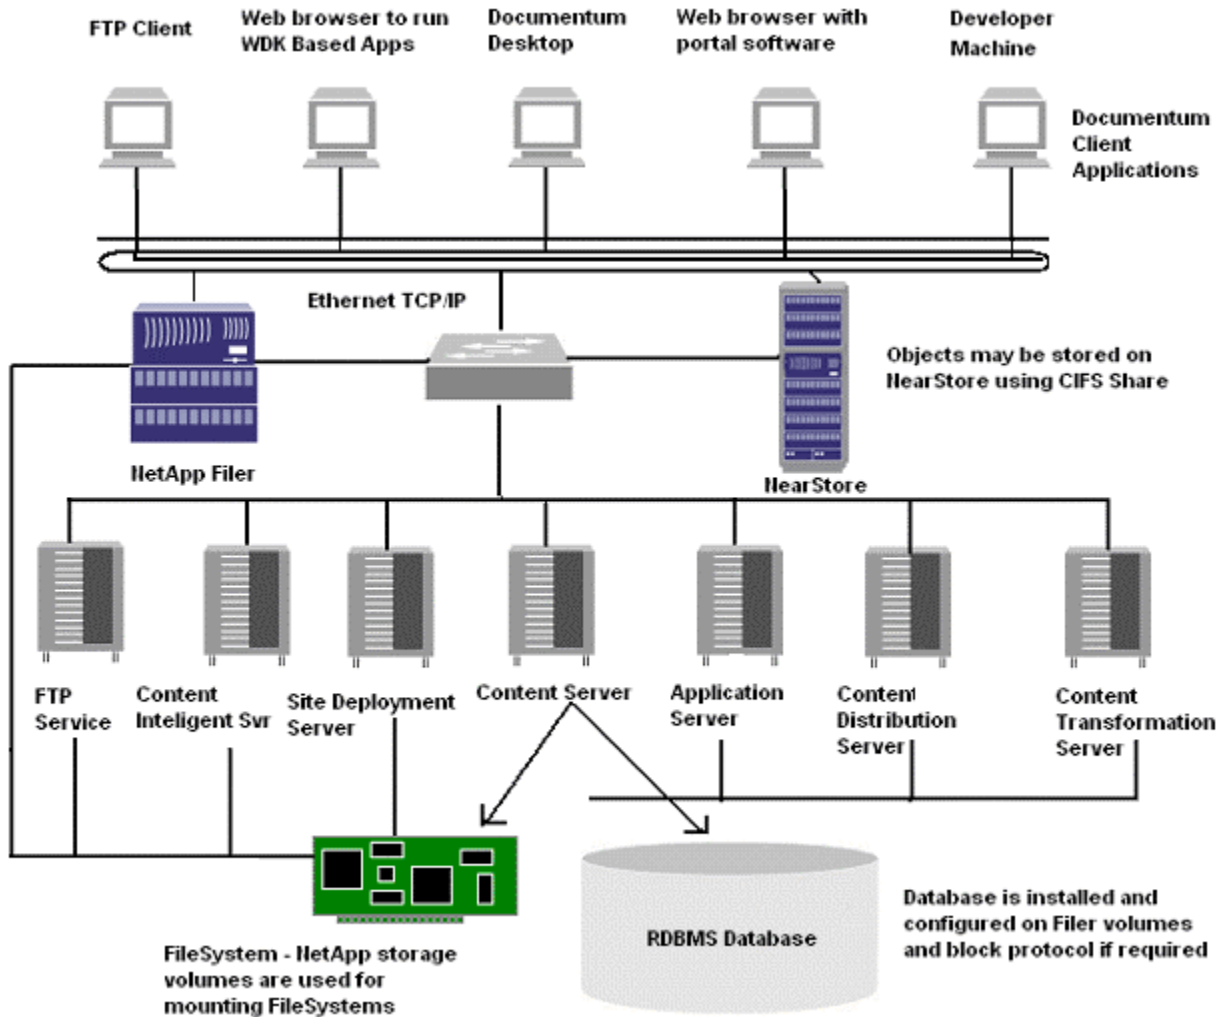 FTP Client
Web browser to run
WDK Based Apps
Documentum
Desktop
Web browser with
portal software
Developer
Machine
Documentum
Client
Applications
Ethernet TCP/IP
Objects may be stored on
NearStore using CIFS Share
NetApp Filer
NearStore
FTP
Service
Content
Inteligent Svr
Site Deployment
Server
Content Server
Application
Server
Content
Distribution
Server
Content
Transformation
Server
RDBMS Database
Database is installed and
configured on Filer volumes
and block protocol if required
FileSystem - NetApp storage
volumes are used for
mounting FileSystems